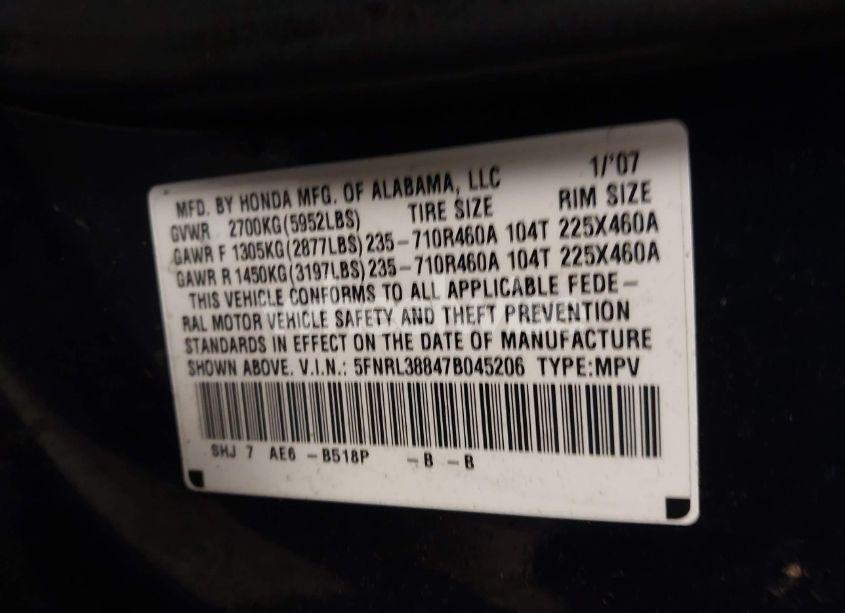 MFD. BY HONDA MFG. OF ALABAMA, LLC 1/'07
GVWR 2700KG(5952LBS) TIRE SIZE RIM SIZE
GAWR F 1305KG(2877LBS)235-710R460A 104T 225X460A
GAWR R 1450KG(3197LBS)235-710R460A 104T 225X460A
THIS VEHICLE CONFORMS TO ALL APPLICABLE FEDE-
RAL MOTOR VEHICLE SAFETY AND THEFT PREVENTION
STANDARDS IN EFFECT ON THE DATE OF MANUFACTURE
SHOWN ABOVE. V.I.N.: 5FNRL38847B045206 TYPE:MPV
SHJ 7 AE6 -B518P -B -B